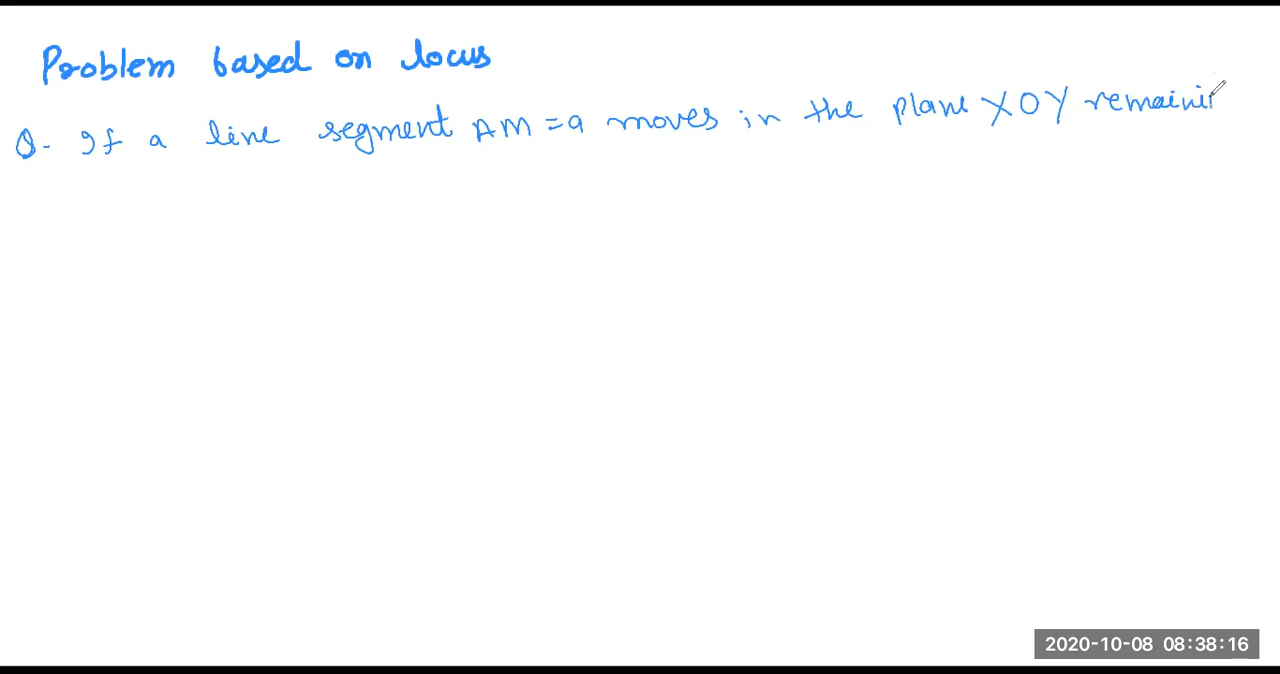 Problem based on locus
Q- If a line segment AM = a moves in the plane XOY remainin
2020-10-08 08:38:16